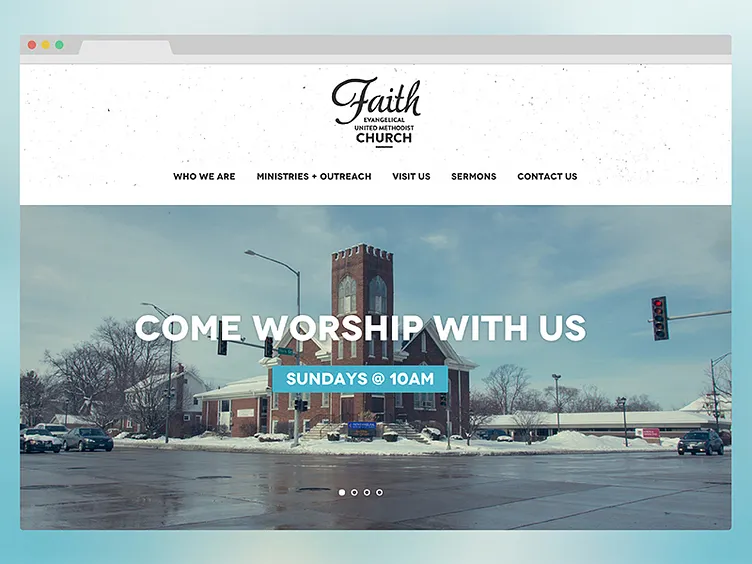 Faith
EVANGELICAL
UNITED METHODIST
CHURCH
WHO WE ARE MINISTRIES + OUTREACH VISIT US SERMONS CONTACT US
COME WORSHIP WITH US
SUNDAYS @ 10AM